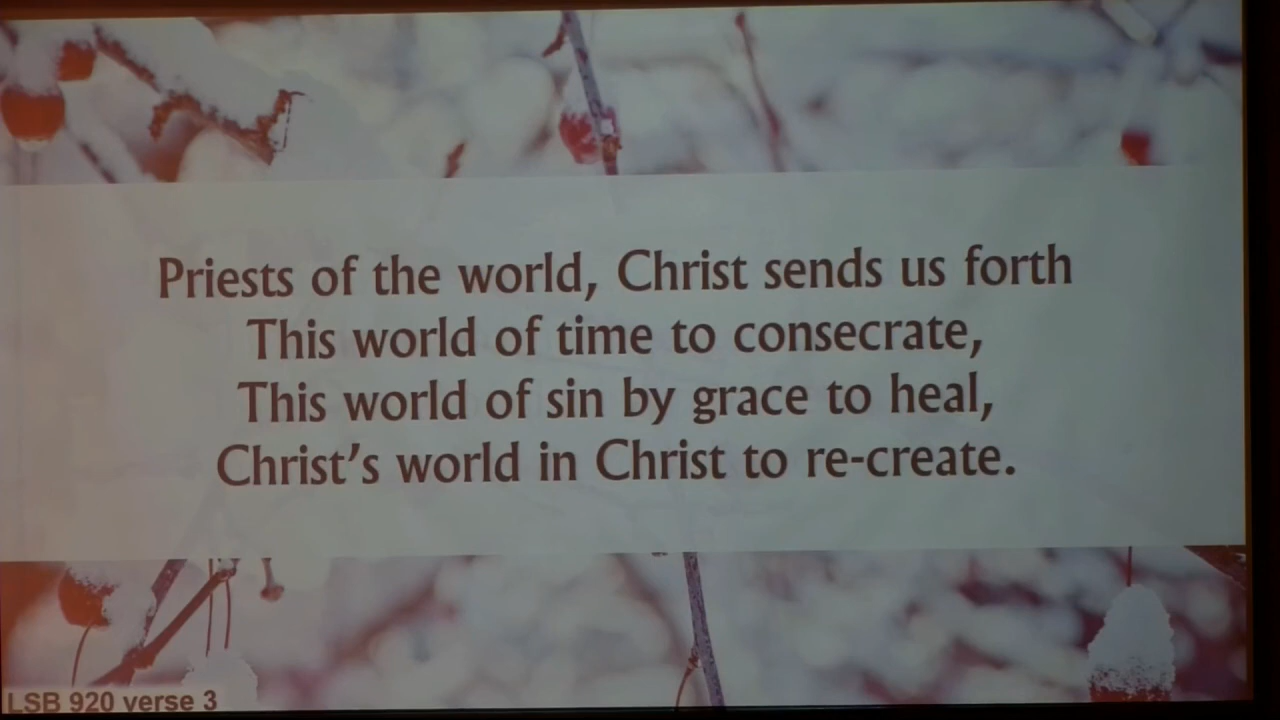 Priests of the world, Christ sends us forth
This world of time to consecrate,
This world of sin by grace to heal,
Christ's world in Christ to re-create.
LSB 920 verse 3